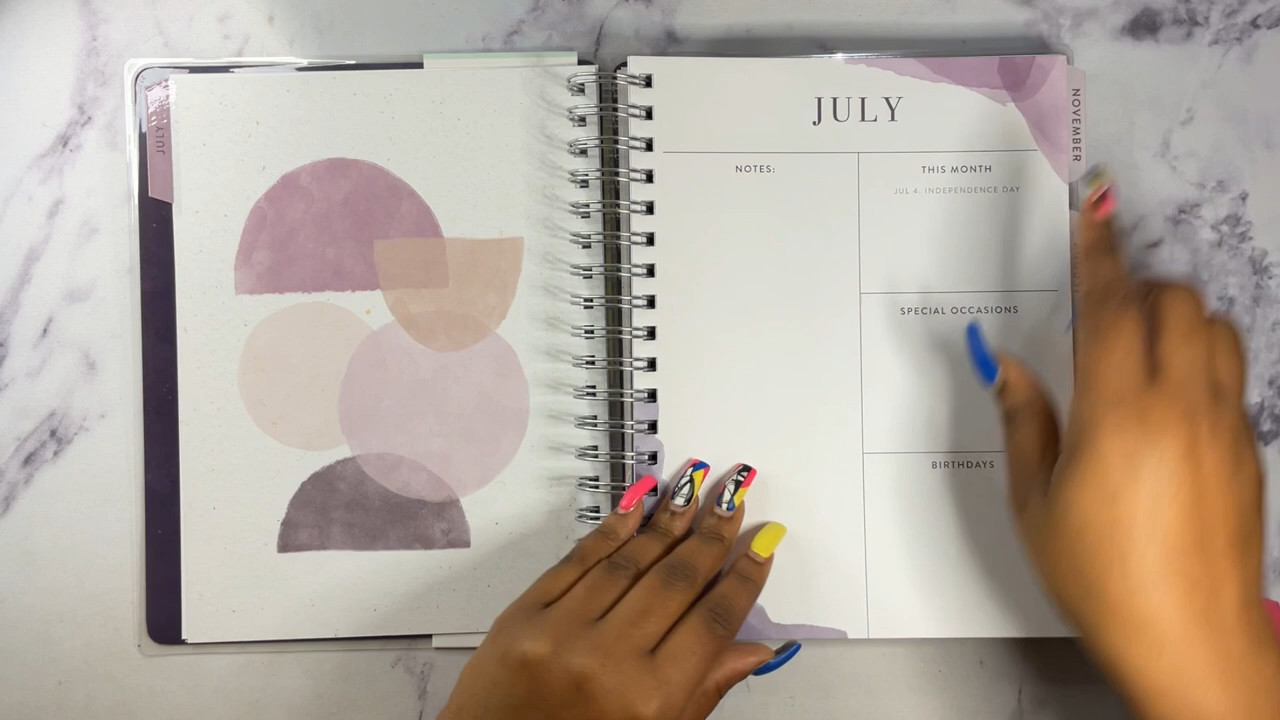 JULY
JULY
NOVEMBER
NOTES:
THIS MONTH
JUL 4: INDEPENDENCE DAY
SPECIAL OCCASIONS
BIRTHDAYS